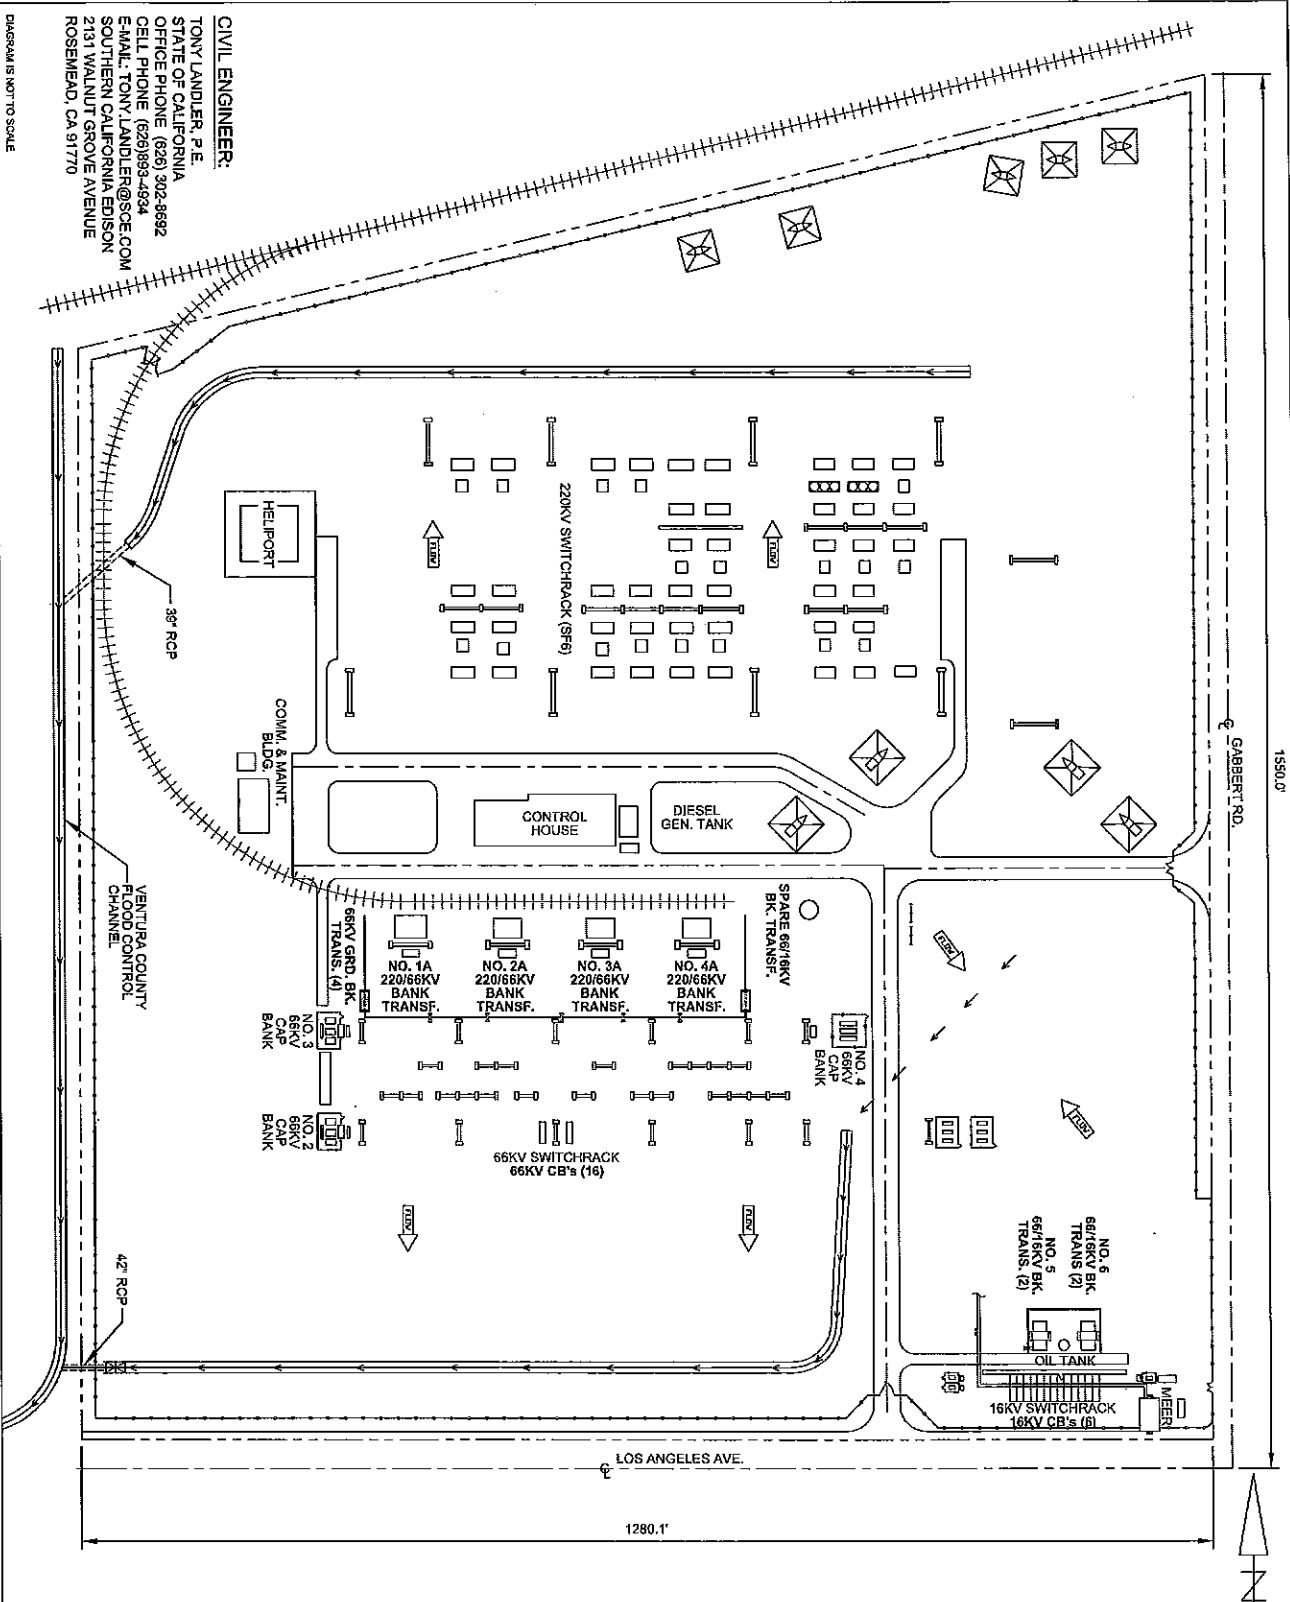 CIVIL ENGINEER:
TONY LANDLER, P.E.
STATE OF CALIFORNIA
OFFICE PHONE (626) 302-8692
CELL PHONE (626)893-4934
E-MAIL: TONY.LANDLER@SCE.COM
SOUTHERN CALIFORNIA EDISON
2131 WALNUT GROVE AVENUE
ROSEMEAD, CA 91770
DIAGRAM IS NOT TO SCALE
1550.0'
GABBERT RD.
220KV SWITCHRACK (SF6)
FLOW
FLOW
HELIPORT
39" RCP
COMM. & MAINT.
BLDG.
CONTROL
HOUSE
DIESEL
GEN. TANK
VENTURA COUNTY
FLOOD CONTROL
CHANNEL
66KV GRD. BK.
TRANS. (4)
NO. 1A
220/66KV
BANK
TRANSF.
NO. 2A
220/66KV
BANK
TRANSF.
NO. 3A
220/66KV
BANK
TRANSF.
NO. 4A
220/66KV
BANK
TRANSF.
SPARE 66/16KV
BK. TRANSF.
FLOW
FLOW
NO. 3
66KV
CAP
BANK
NO. 2
66KV
CAP
BANK
NO. 4
66KV
CAP
BANK
66KV SWITCHRACK
66KV CB's (16)
FLOW
FLOW
NO. 6
66/16KV BK.
TRANS (2)
NO. 5
66/16KV BK.
TRANS. (2)
OIL TANK
16KV SWITCHRACK
16KV CB's (6)
MEER
42" RCP
LOS ANGELES AVE.
1280.1'
N